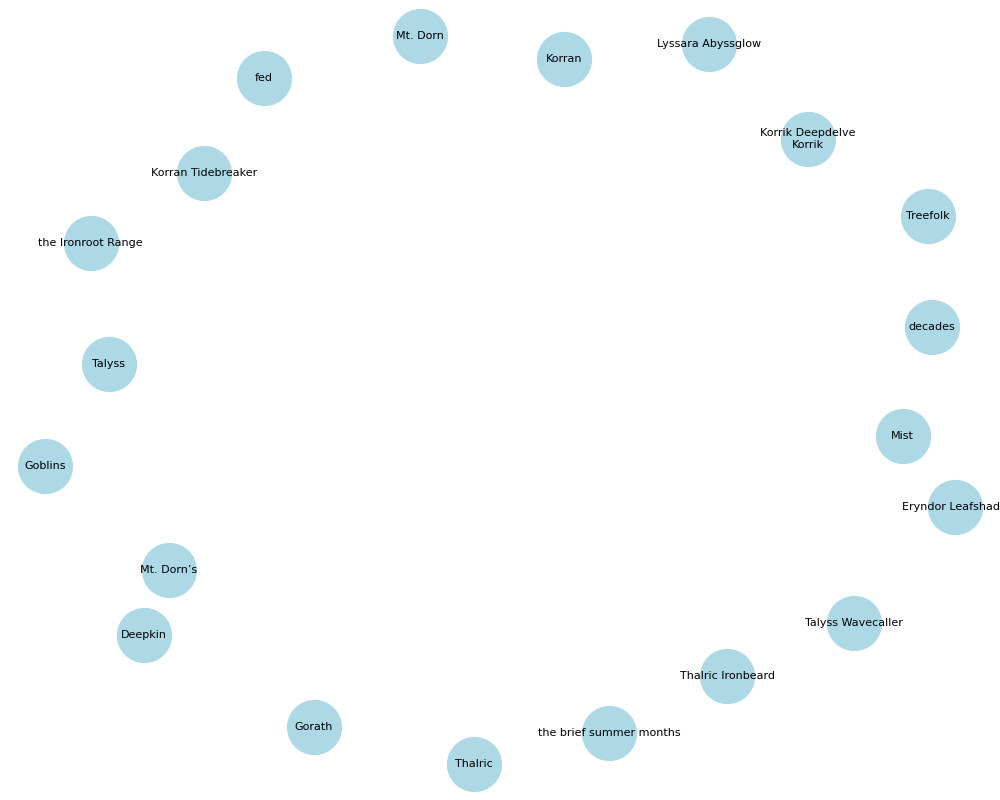 Mt. Dorn
Lyssara Abyssglow
Korran
fed
Korrik Deepdelve
Korrik
Korran Tidebreaker
Treefolk
the Ironroot Range
decades
Talyss
Mist
Goblins
Eryndor Leafshad
Mt. Dorn’s
Talyss Wavecaller
Deepkin
Thalric Ironbeard
Gorath
the brief summer months
Thalric